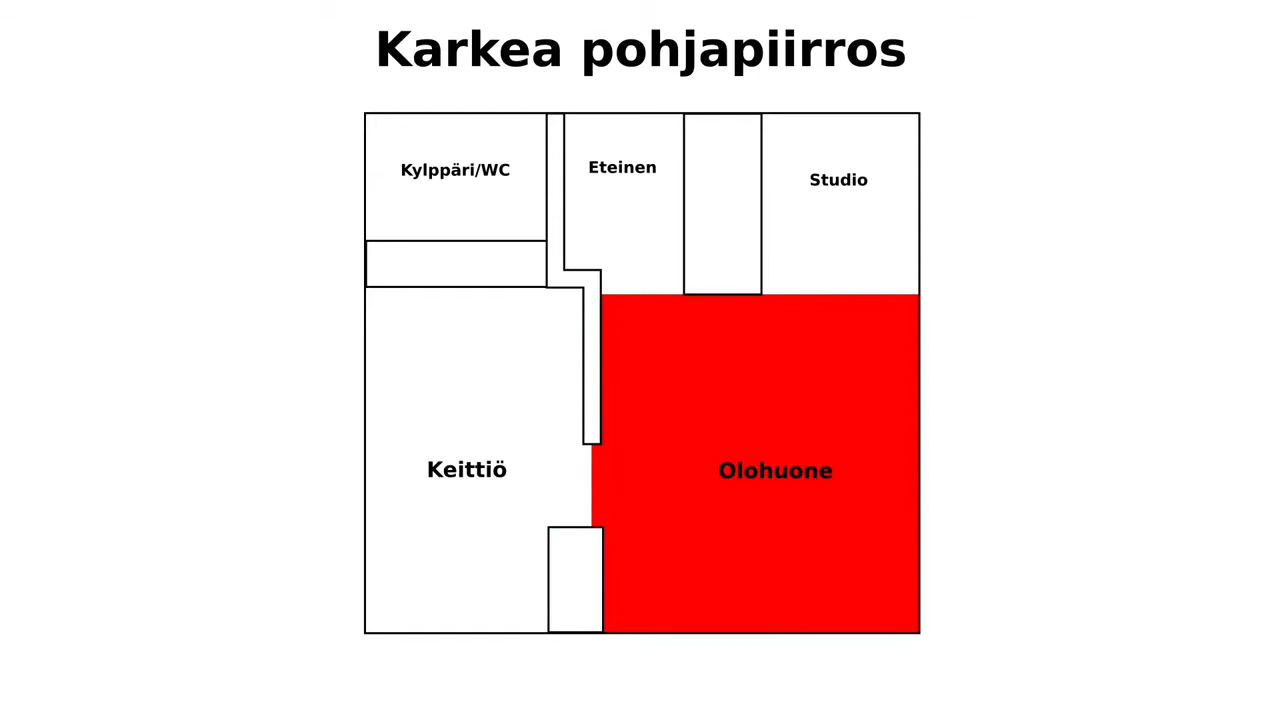 Karkea pohjapiirros
Kylppäri/WC
Eteinen
Studio
Keittiö
Olohuone